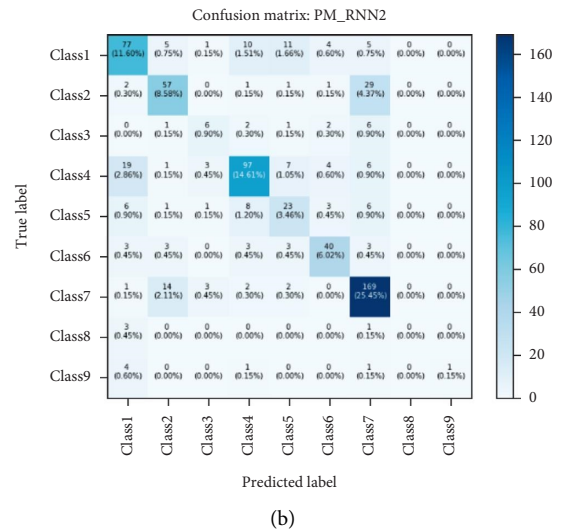 Confusion matrix: PM_RNN2
Class1 77 5 1 10 11 4 5 0 0
(11.60%) (0.75%) (0.15%) (1.51%) (1.66%) (0.60%) (0.75%) (0.00%) (0.00%)
Class2 2 57 0 1 1 1 29 0 0
(0.30%) (8.58%) (0.00%) (0.15%) (0.15%) (0.15%) (4.37%) (0.00%) (0.00%)
Class3 0 1 6 2 1 2 6 0 0
(0.00%) (0.15%) (0.90%) (0.30%) (0.15%) (0.30%) (0.90%) (0.00%) (0.00%)
Class4 19 1 3 97 7 4 6 0 0
(2.86%) (0.15%) (0.45%) (14.61%) (1.05%) (0.60%) (0.90%) (0.00%) (0.00%)
Class5 6 1 1 8 23 3 6 0 0
(0.90%) (0.15%) (0.15%) (1.20%) (3.46%) (0.45%) (0.90%) (0.00%) (0.00%)
Class6 3 3 0 3 3 40 3 0 0
(0.45%) (0.45%) (0.00%) (0.45%) (0.45%) (6.02%) (0.45%) (0.00%) (0.00%)
Class7 1 14 3 2 2 0 169 0 0
(0.15%) (2.11%) (0.45%) (0.30%) (0.30%) (0.00%) (25.45%) (0.00%) (0.00%)
Class8 3 0 0 0 0 0 1 0 0
(0.45%) (0.00%) (0.00%) (0.00%) (0.00%) (0.00%) (0.15%) (0.00%) (0.00%)
Class9 4 0 0 1 0 0 1 0 1
(0.60%) (0.00%) (0.00%) (0.15%) (0.00%) (0.00%) (0.15%) (0.00%) (0.15%)
True label
Class1 Class2 Class3 Class4 Class5 Class6 Class7 Class8 Class9
Predicted label
160
140
120
100
80
60
40
20
0
(b)